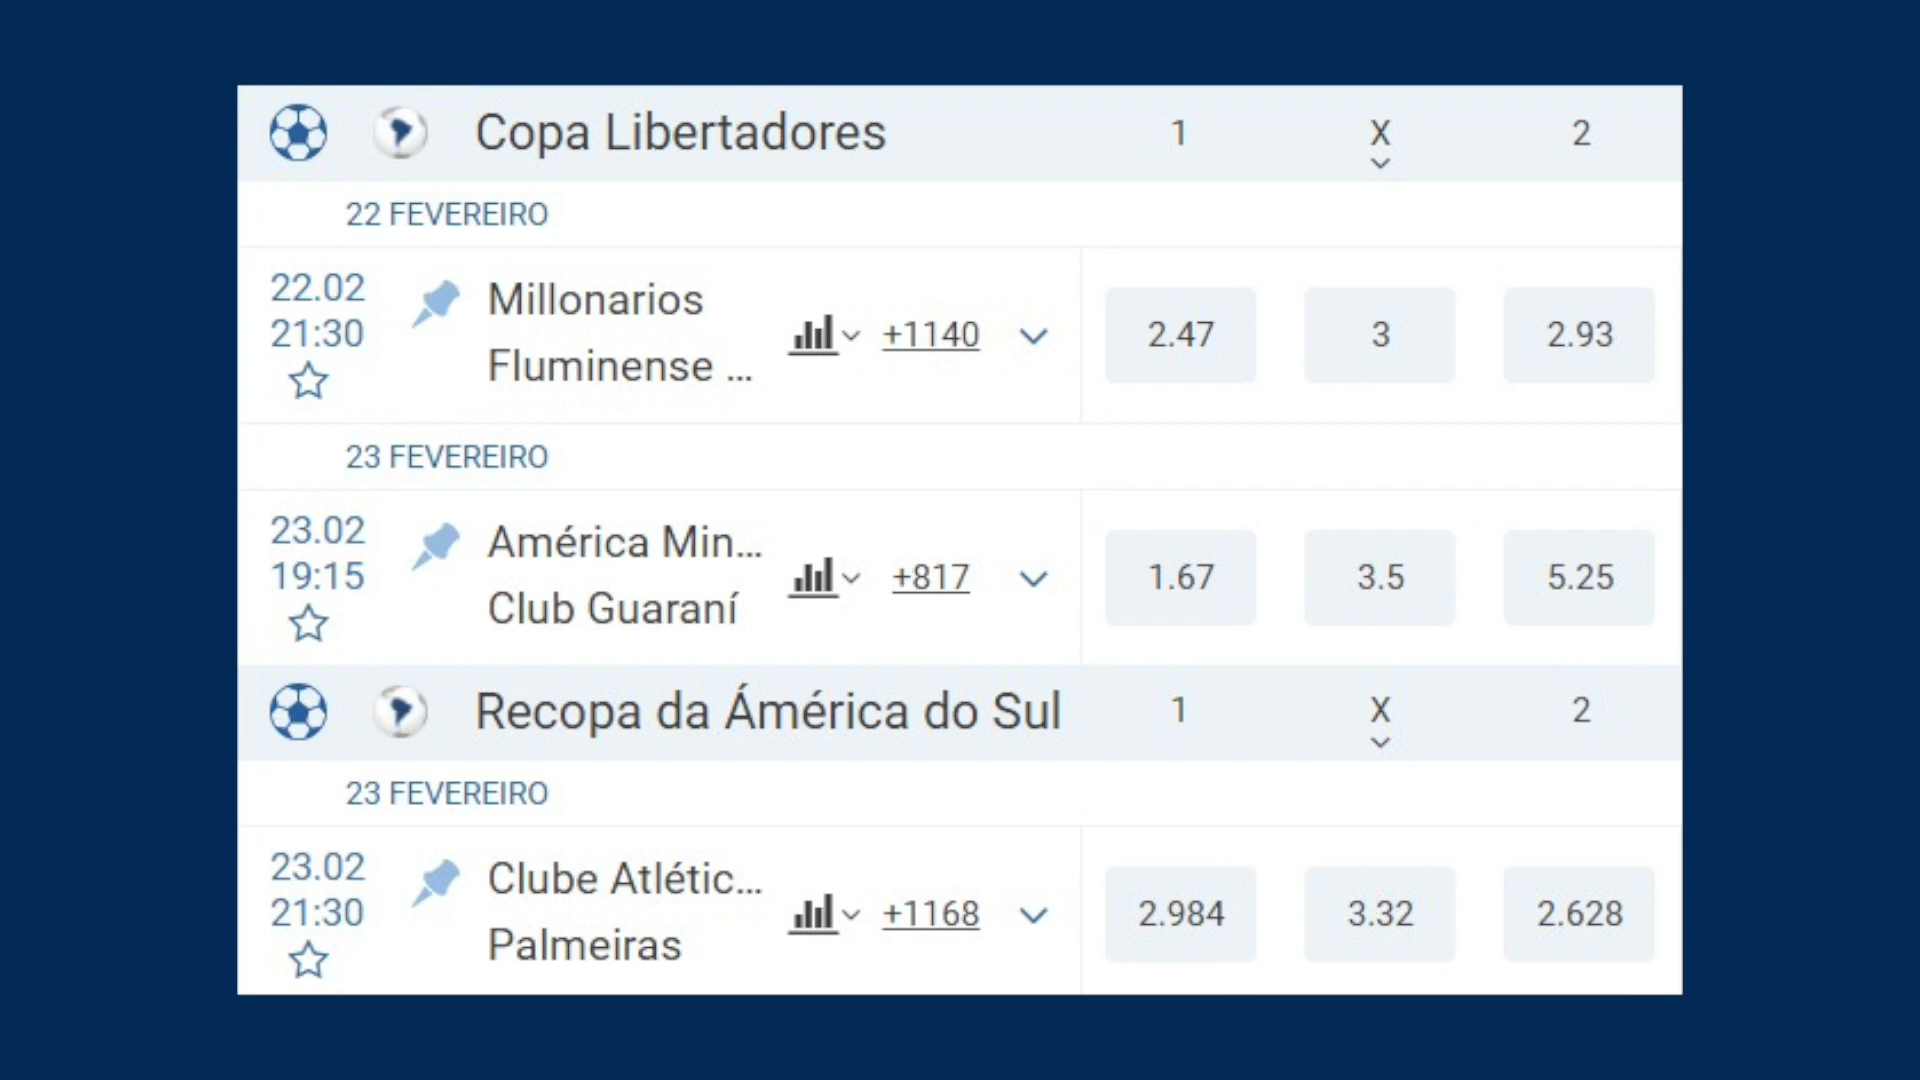 Copa Libertadores 1 X 2
22 FEVEREIRO
22.02
21:30
Millonarios
Fluminense ...
+1140 2.47 3 2.93
23 FEVEREIRO
23.02
19:15
América Min...
Club Guaraní
+817 1.67 3.5 5.25
Recopa da Ámérica do Sul 1 X 2
23 FEVEREIRO
23.02
21:30
Clube Atlétic...
Palmeiras
+1168 2.984 3.32 2.628